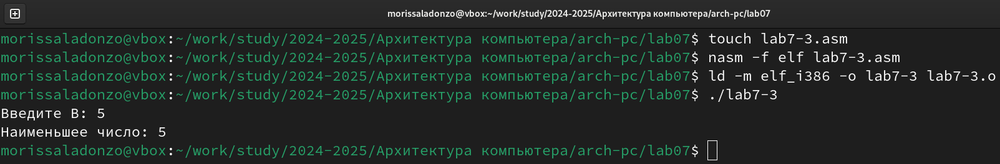 morissaladonzo@vbox:~/work/study/2024-2025/Архитектура компьютера/arch-pc/lab07
morissaladonzo@vbox:~/work/study/2024-2025/Архитектура компьютера/arch-pc/lab07$ touch lab7-3.asm
morissaladonzo@vbox:~/work/study/2024-2025/Архитектура компьютера/arch-pc/lab07$ nasm -f elf lab7-3.asm
morissaladonzo@vbox:~/work/study/2024-2025/Архитектура компьютера/arch-pc/lab07$ ld -m elf_i386 -o lab7-3 lab7-3.o
morissaladonzo@vbox:~/work/study/2024-2025/Архитектура компьютера/arch-pc/lab07$ ./lab7-3
Введите В: 5
Наименьшее число: 5
morissaladonzo@vbox:~/work/study/2024-2025/Архитектура компьютера/arch-pc/lab07$